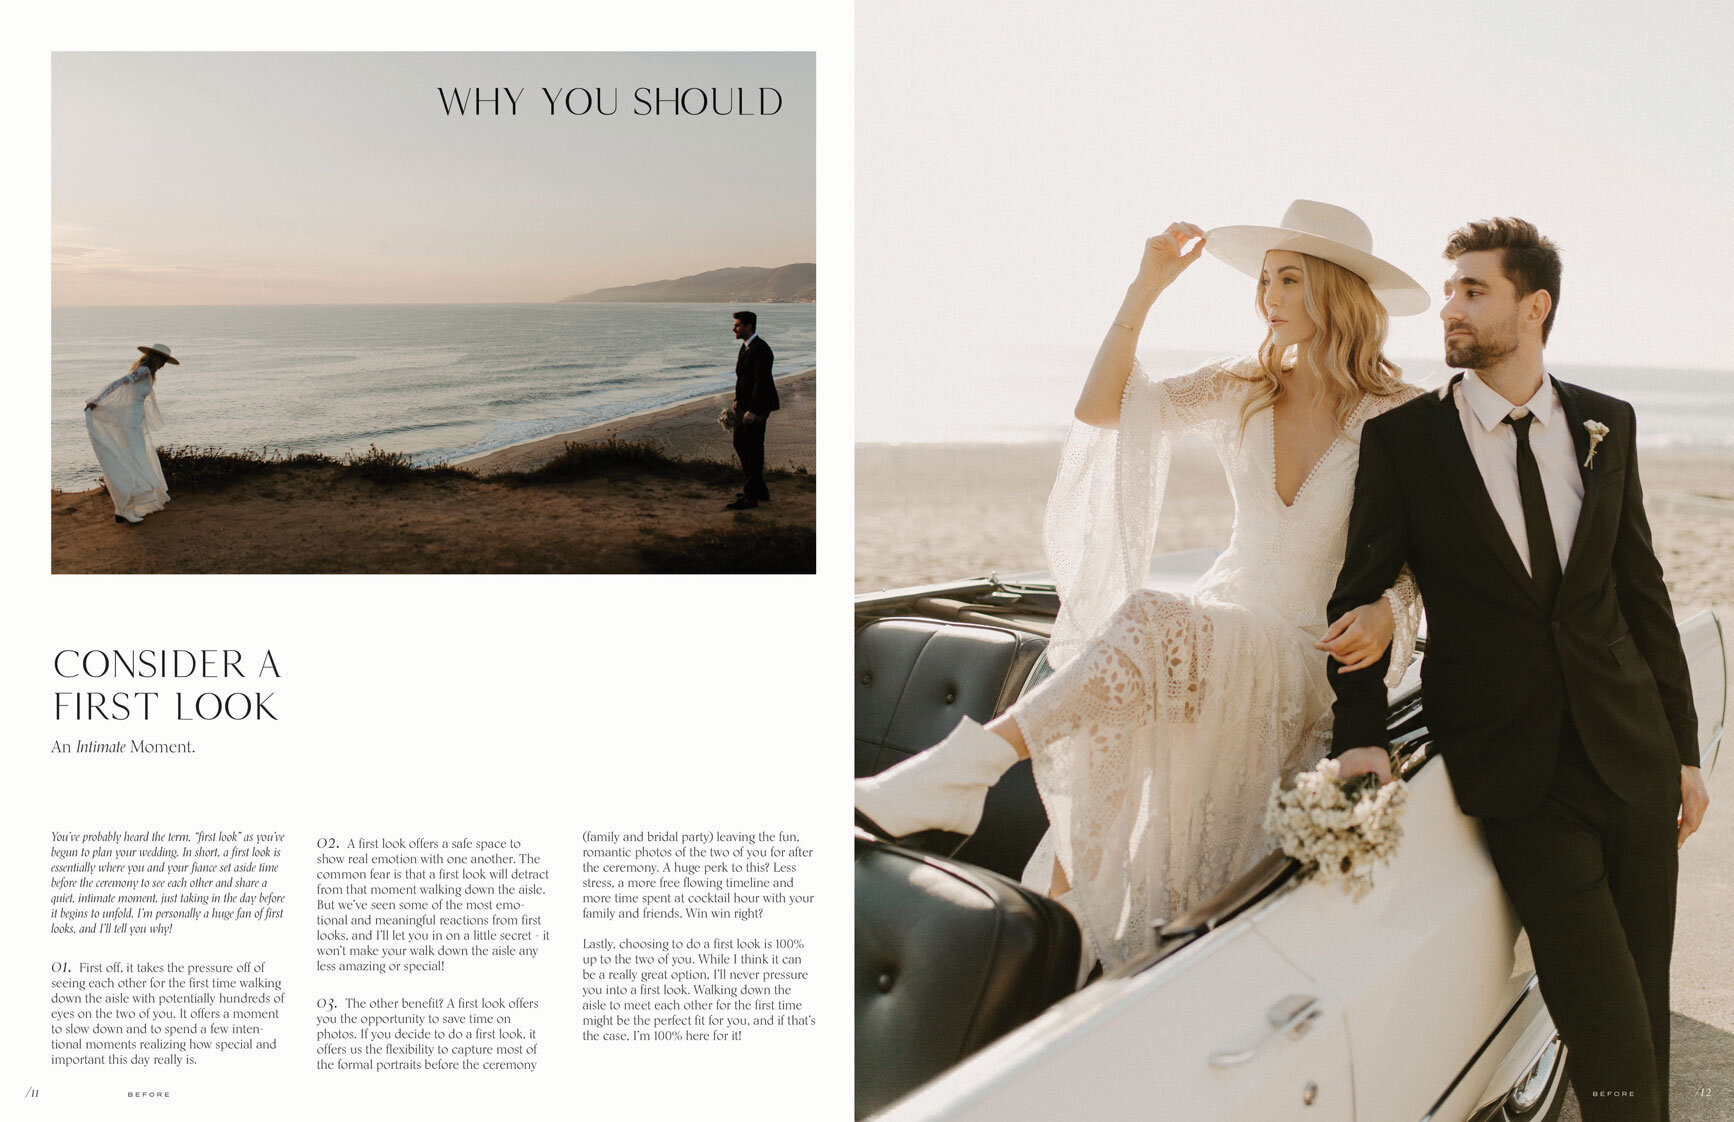 WHY YOU SHOULD
CONSIDER A
FIRST LOOK
An Intimate Moment.
You've probably heard the term, "first look" as you've
begun to plan your wedding. In short, a first look is
essentially where you and your fiance set aside time
before the ceremony to see each other and share a
quiet, intimate moment, just taking in the day before
it begins to unfold. I'm personally a huge fan of first
looks, and I'll tell you why!
01. First off, it takes the pressure off of
seeing each other for the first time walking
down the aisle with potentially hundreds of
eyes on the two of you. It offers a moment
to slow down and to spend a few inten-
tional moments realizing how special and
important this day really is.
02. A first look offers a safe space to
show real emotion with one another. The
common fear is that a first look will detract
from that moment walking down the aisle.
But we've seen some of the most emo-
tional and meaningful reactions from first
looks, and I'll let you in on a little secret - it
won't make your walk down the aisle any
less amazing or special!
03. The other benefit? A first look offers
you the opportunity to save time on
photos. If you decide to do a first look, it
offers us the flexibility to capture most of
the formal portraits before the ceremony
(family and bridal party) leaving the fun,
romantic photos of the two of you for after
the ceremony. A huge perk to this? Less
stress, a more free flowing timeline and
more time spent at cocktail hour with your
family and friends. Win win right?
Lastly, choosing to do a first look is 100%
up to the two of you. While I think it can
be a really great option, I'll never pressure
you into a first look. Walking down the
aisle to meet each other for the first time
might be the perfect fit for you, and if that's
the case, I'm 100% here for it!
/11
BEFORE
BEFORE
/12